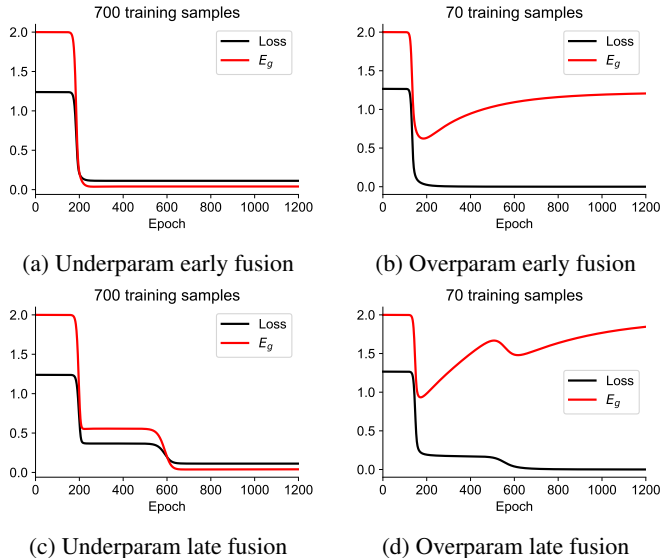 700 training samples
2.0
1.5
1.0
0.5
0.0
Loss
E_g
0 200 400 600 800 1000 1200
Epoch
(a) Underparam early fusion
70 training samples
2.0
1.5
1.0
0.5
0.0
Loss
E_g
0 200 400 600 800 1000 1200
Epoch
(b) Overparam early fusion
700 training samples
2.0
1.5
1.0
0.5
0.0
Loss
E_g
0 200 400 600 800 1000 1200
Epoch
(c) Underparam late fusion
70 training samples
2.0
1.5
1.0
0.5
0.0
Loss
E_g
0 200 400 600 800 1000 1200
Epoch
(d) Overparam late fusion